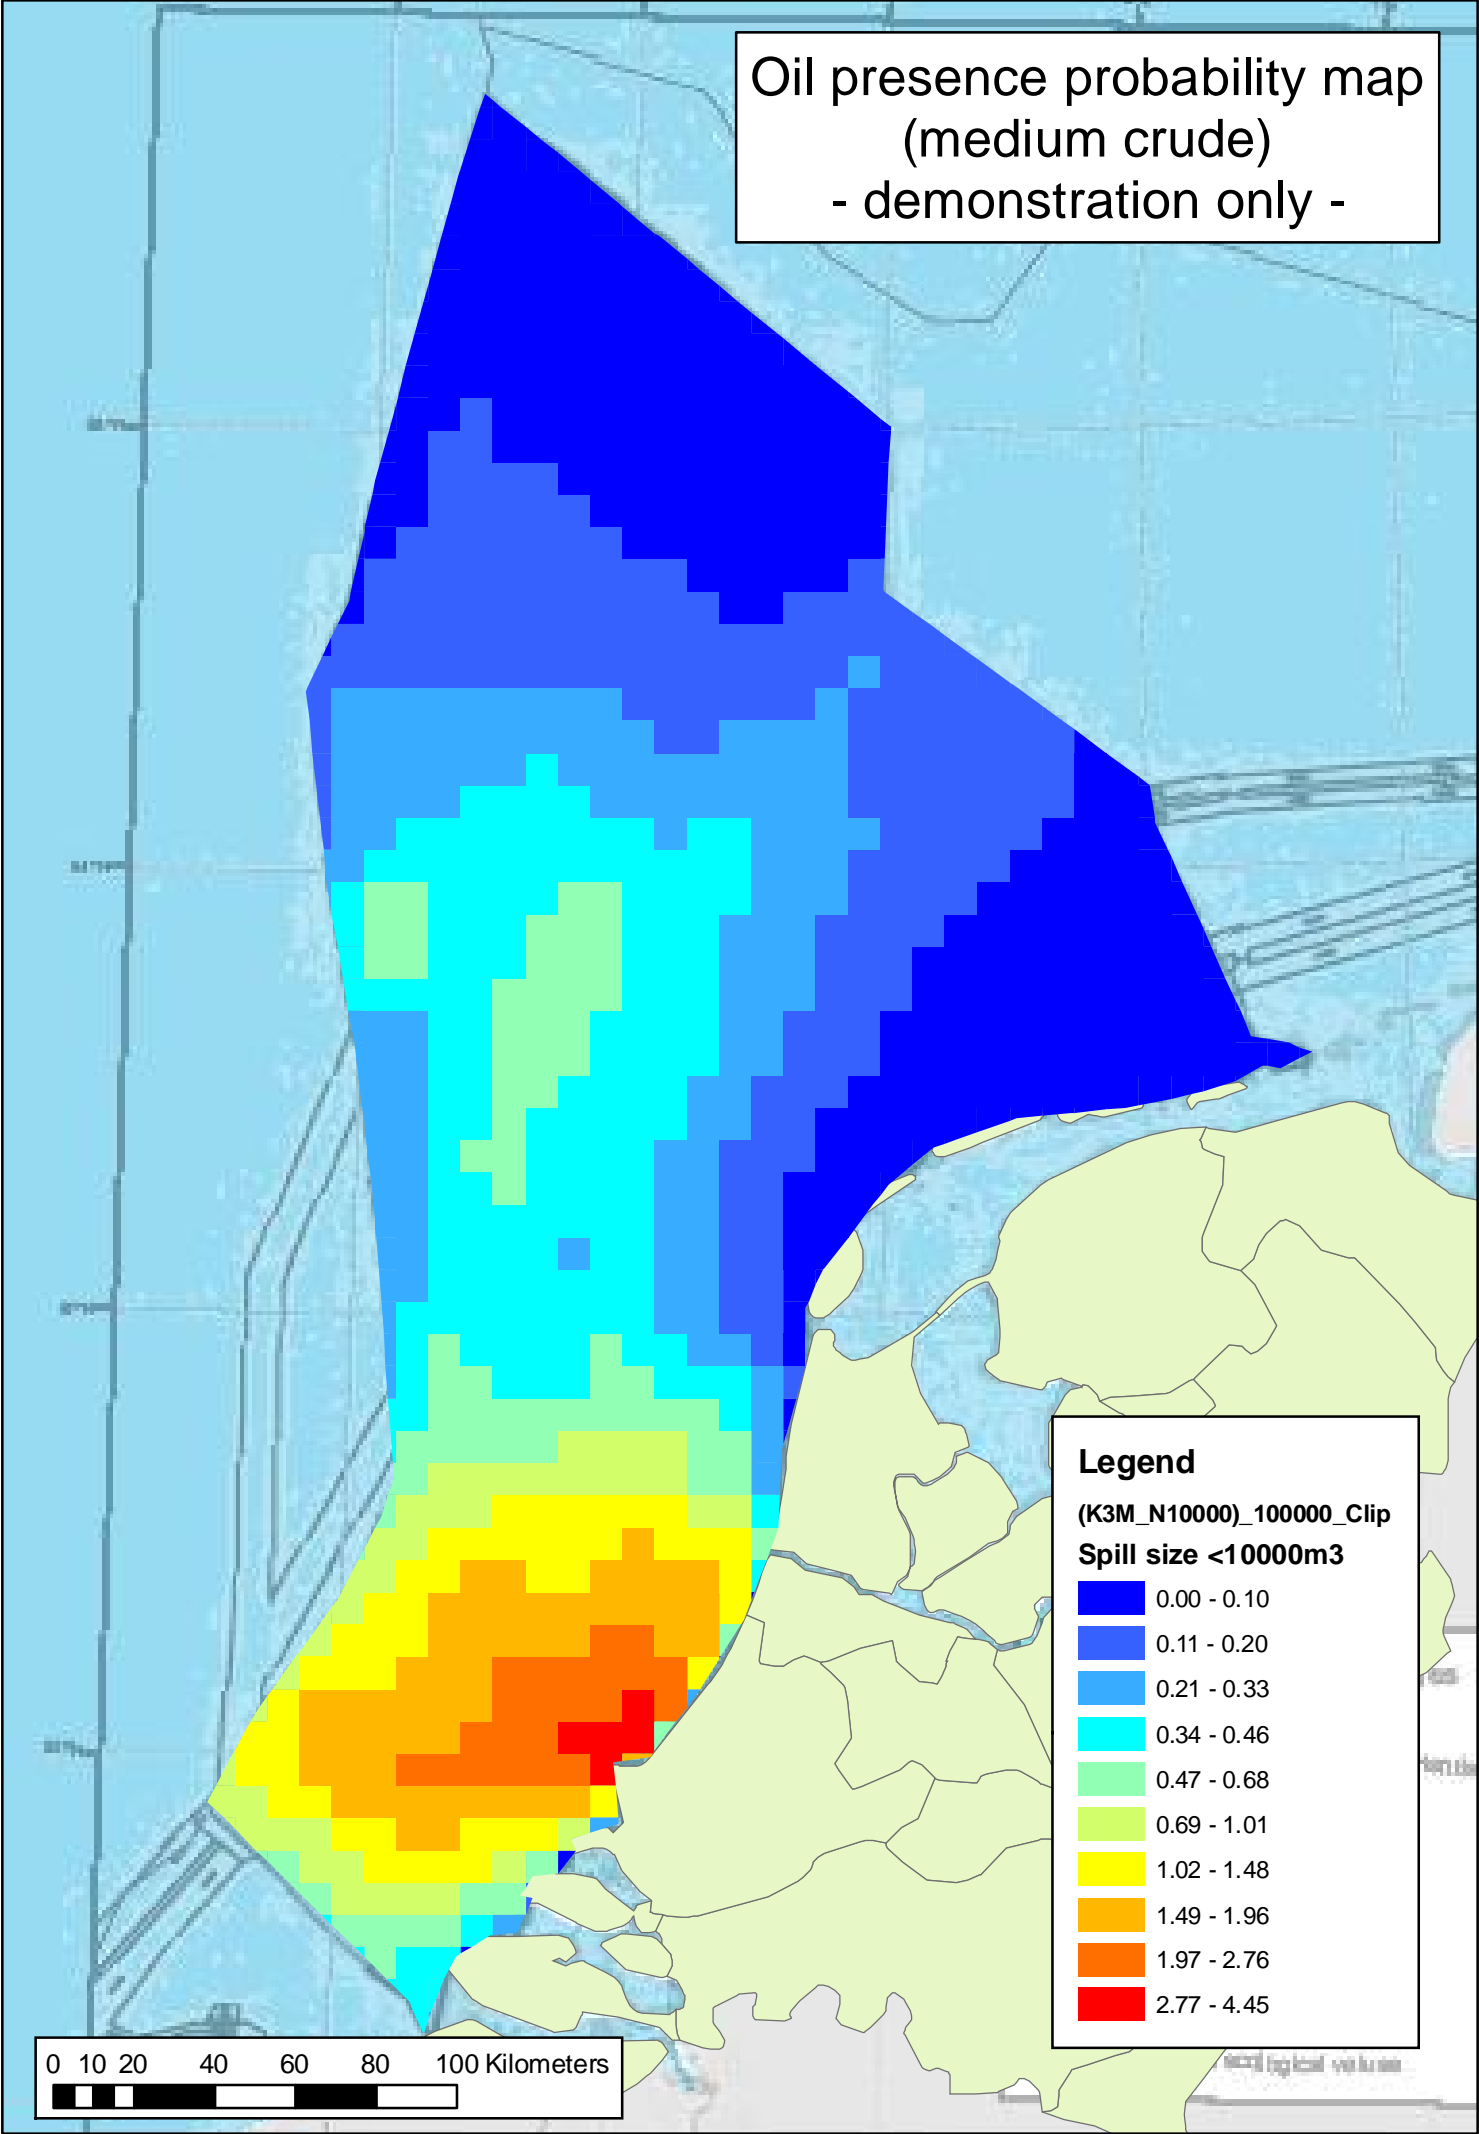 Oil presence probability map
(medium crude)
- demonstration only -
Legend
(K3M_N10000)_100000_Clip
Spill size <10000m3
0.00 - 0.10
0.11 - 0.20
0.21 - 0.33
0.34 - 0.46
0.47 - 0.68
0.69 - 1.01
1.02 - 1.48
1.49 - 1.96
1.97 - 2.76
2.77 - 4.45
0 10 20 40 60 80 100 Kilometers